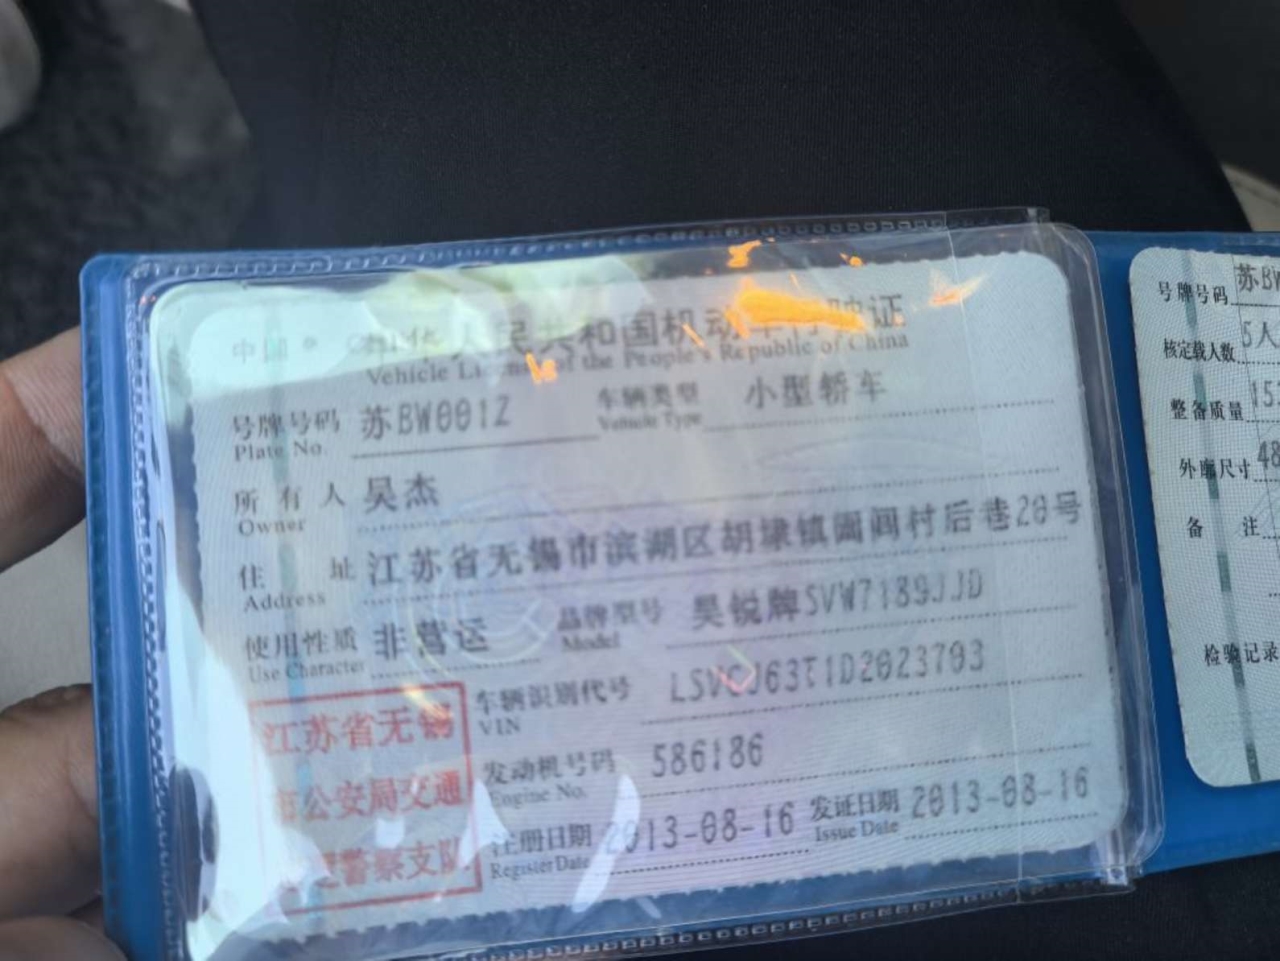 中华人民共和国机动车行驶证
Vehicle License of the People's Republic of China
号牌号码 苏BW001Z 车辆类型 小型轿车
Plate No. Vehicle Type
所有人 吴杰
Owner
住址 江苏省无锡市滨湖区胡埭镇阖闾村后巷20号
Address
使用性质 非营运 品牌型号 昊锐牌SVW7189JJD
Use Character Model
江苏省无锡
市公安局交通
巡逻警察支队
车辆识别代号 LSVCJ63T1D2023703
VIN
发动机号码 586186
Engine No.
注册日期 2013-08-16 发证日期 2013-08-16
Register Date Issue Date
号牌号码 苏BW
核定载人数 5人
整备质量 15
外廓尺寸 48
备注
检验记录